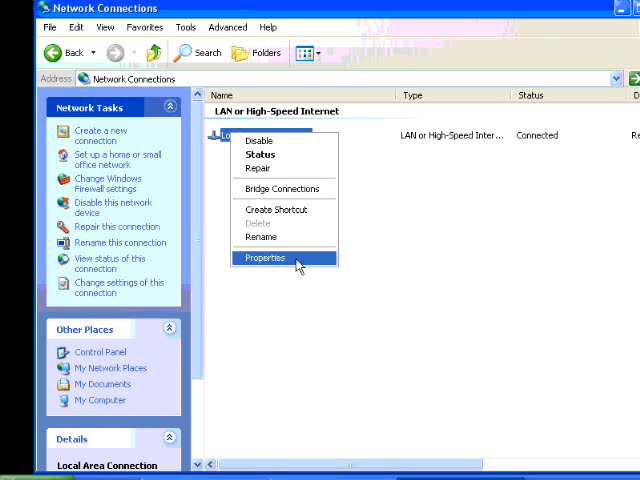 Network Connections
File Edit View Favorites Tools Advanced Help
Back Search Folders
Address Network Connections
Name Type Status
LAN or High-Speed Internet
LAN or High-Speed Inter... Connected
Disable
Status
Repair
Bridge Connections
Create Shortcut
Delete
Rename
Properties
Network Tasks
Create a new
connection
Set up a home or small
office network
Change Windows
Firewall settings
Disable this network
device
Repair this connection
Rename this connection
View status of this
connection
Change settings of this
connection
Other Places
Control Panel
My Network Places
My Documents
My Computer
Details
Local Area Connection